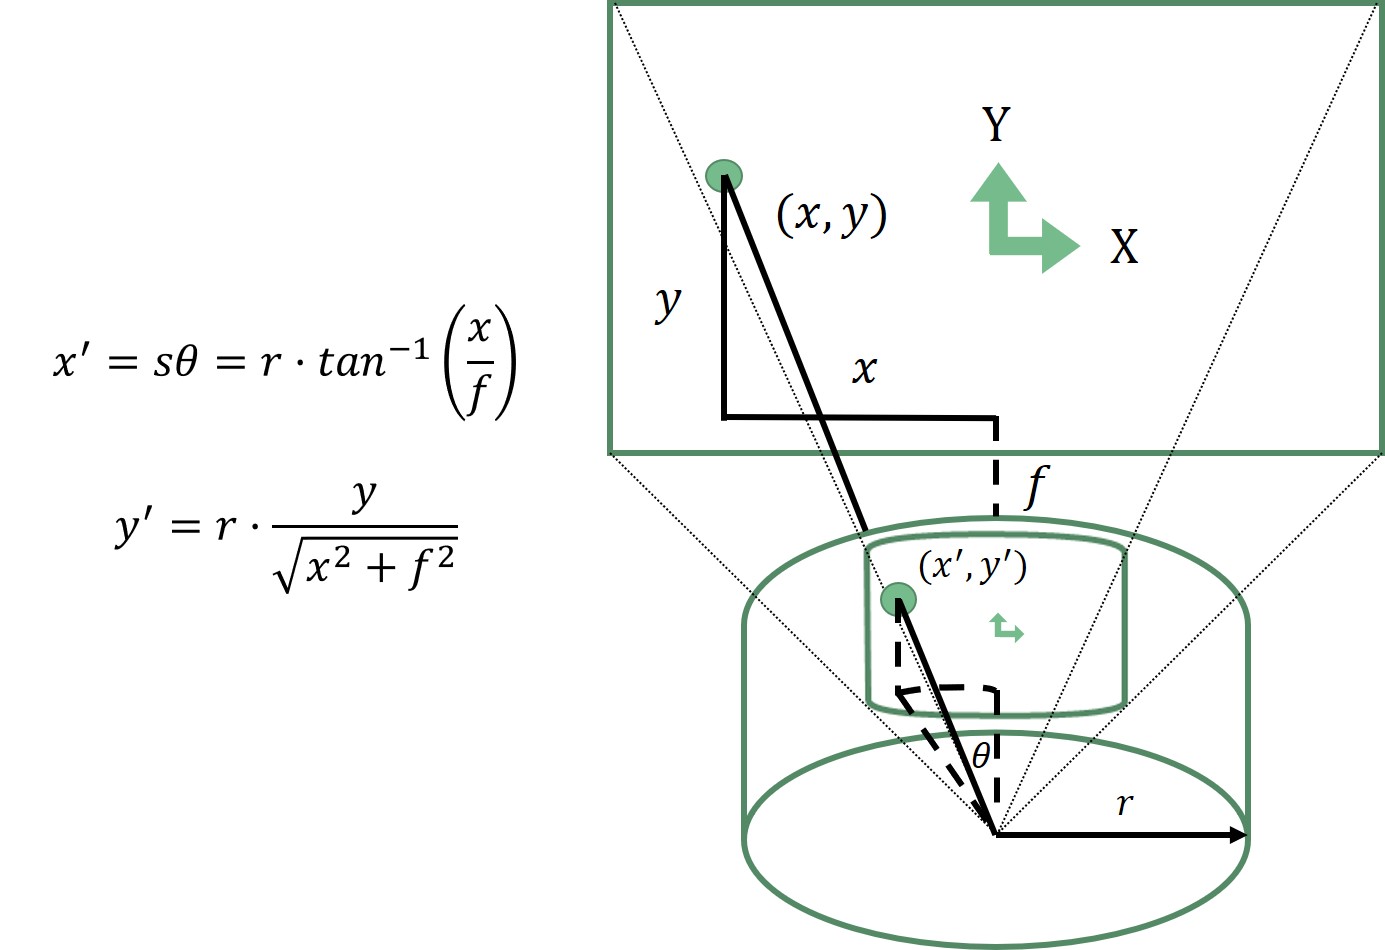 x′ = sθ = r · tan⁻¹(x/f)
y′ = r · y/√(x² + f²)
Y
(x, y)
X
y
x
f
(x′, y′)
θ
r